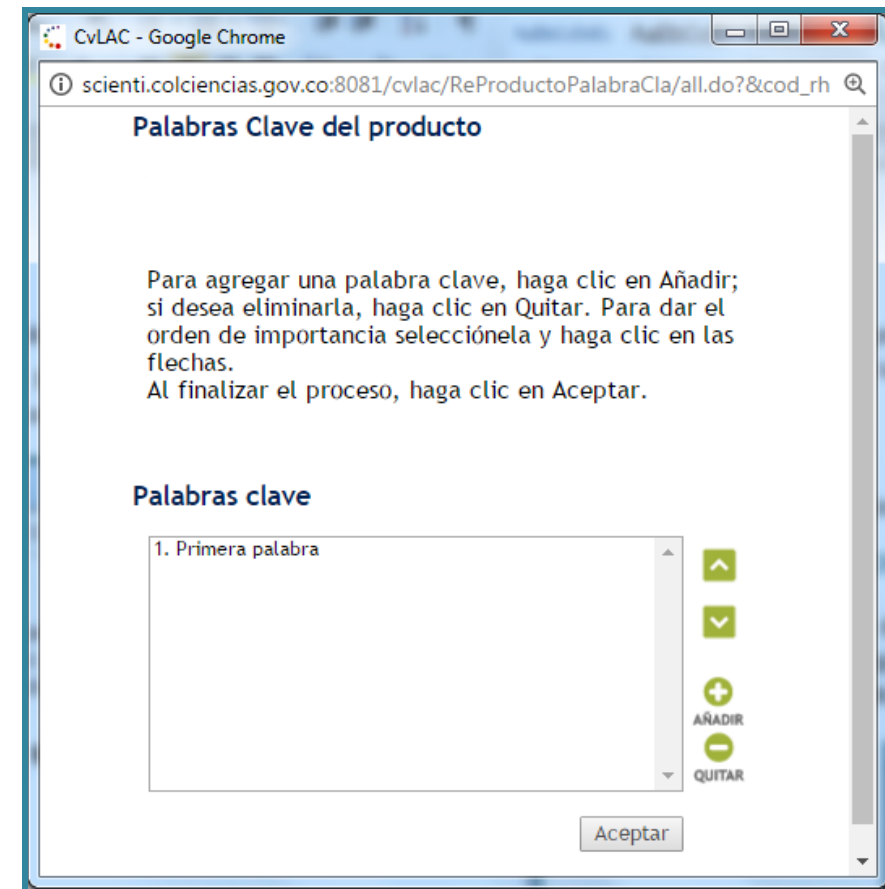 CvLAC - Google Chrome
scienti.colciencias.gov.co:8081/cvlac/ReProductoPalabraCla/all.do?&cod_rh
Palabras Clave del producto
Para agregar una palabra clave, haga clic en Añadir;
si desea eliminarla, haga clic en Quitar. Para dar el
orden de importancia selecciónela y haga clic en las
flechas.
Al finalizar el proceso, haga clic en Aceptar.
Palabras clave
1. Primera palabra
AÑADIR
QUITAR
Aceptar